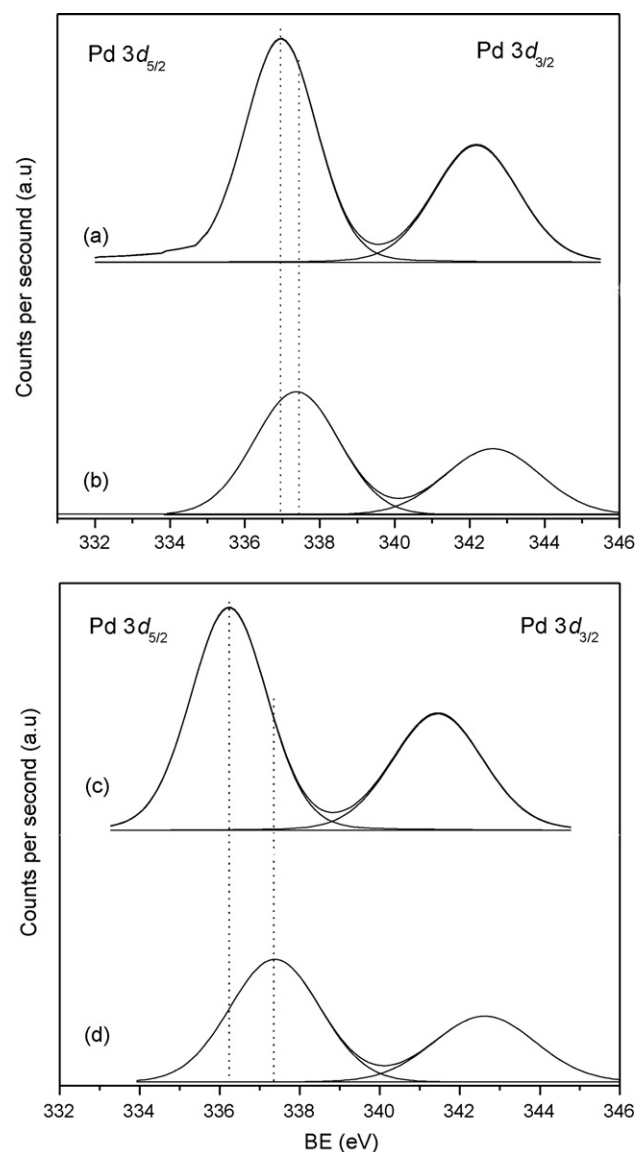 Pd 3d5/2 Pd 3d3/2
Counts per secound (a.u)
(a)
(b)
332 334 336 338 340 342 344 346
Pd 3d5/2 Pd 3d3/2
Counts per second (a.u)
(c)
(d)
332 334 336 338 340 342 344 346
BE (eV)